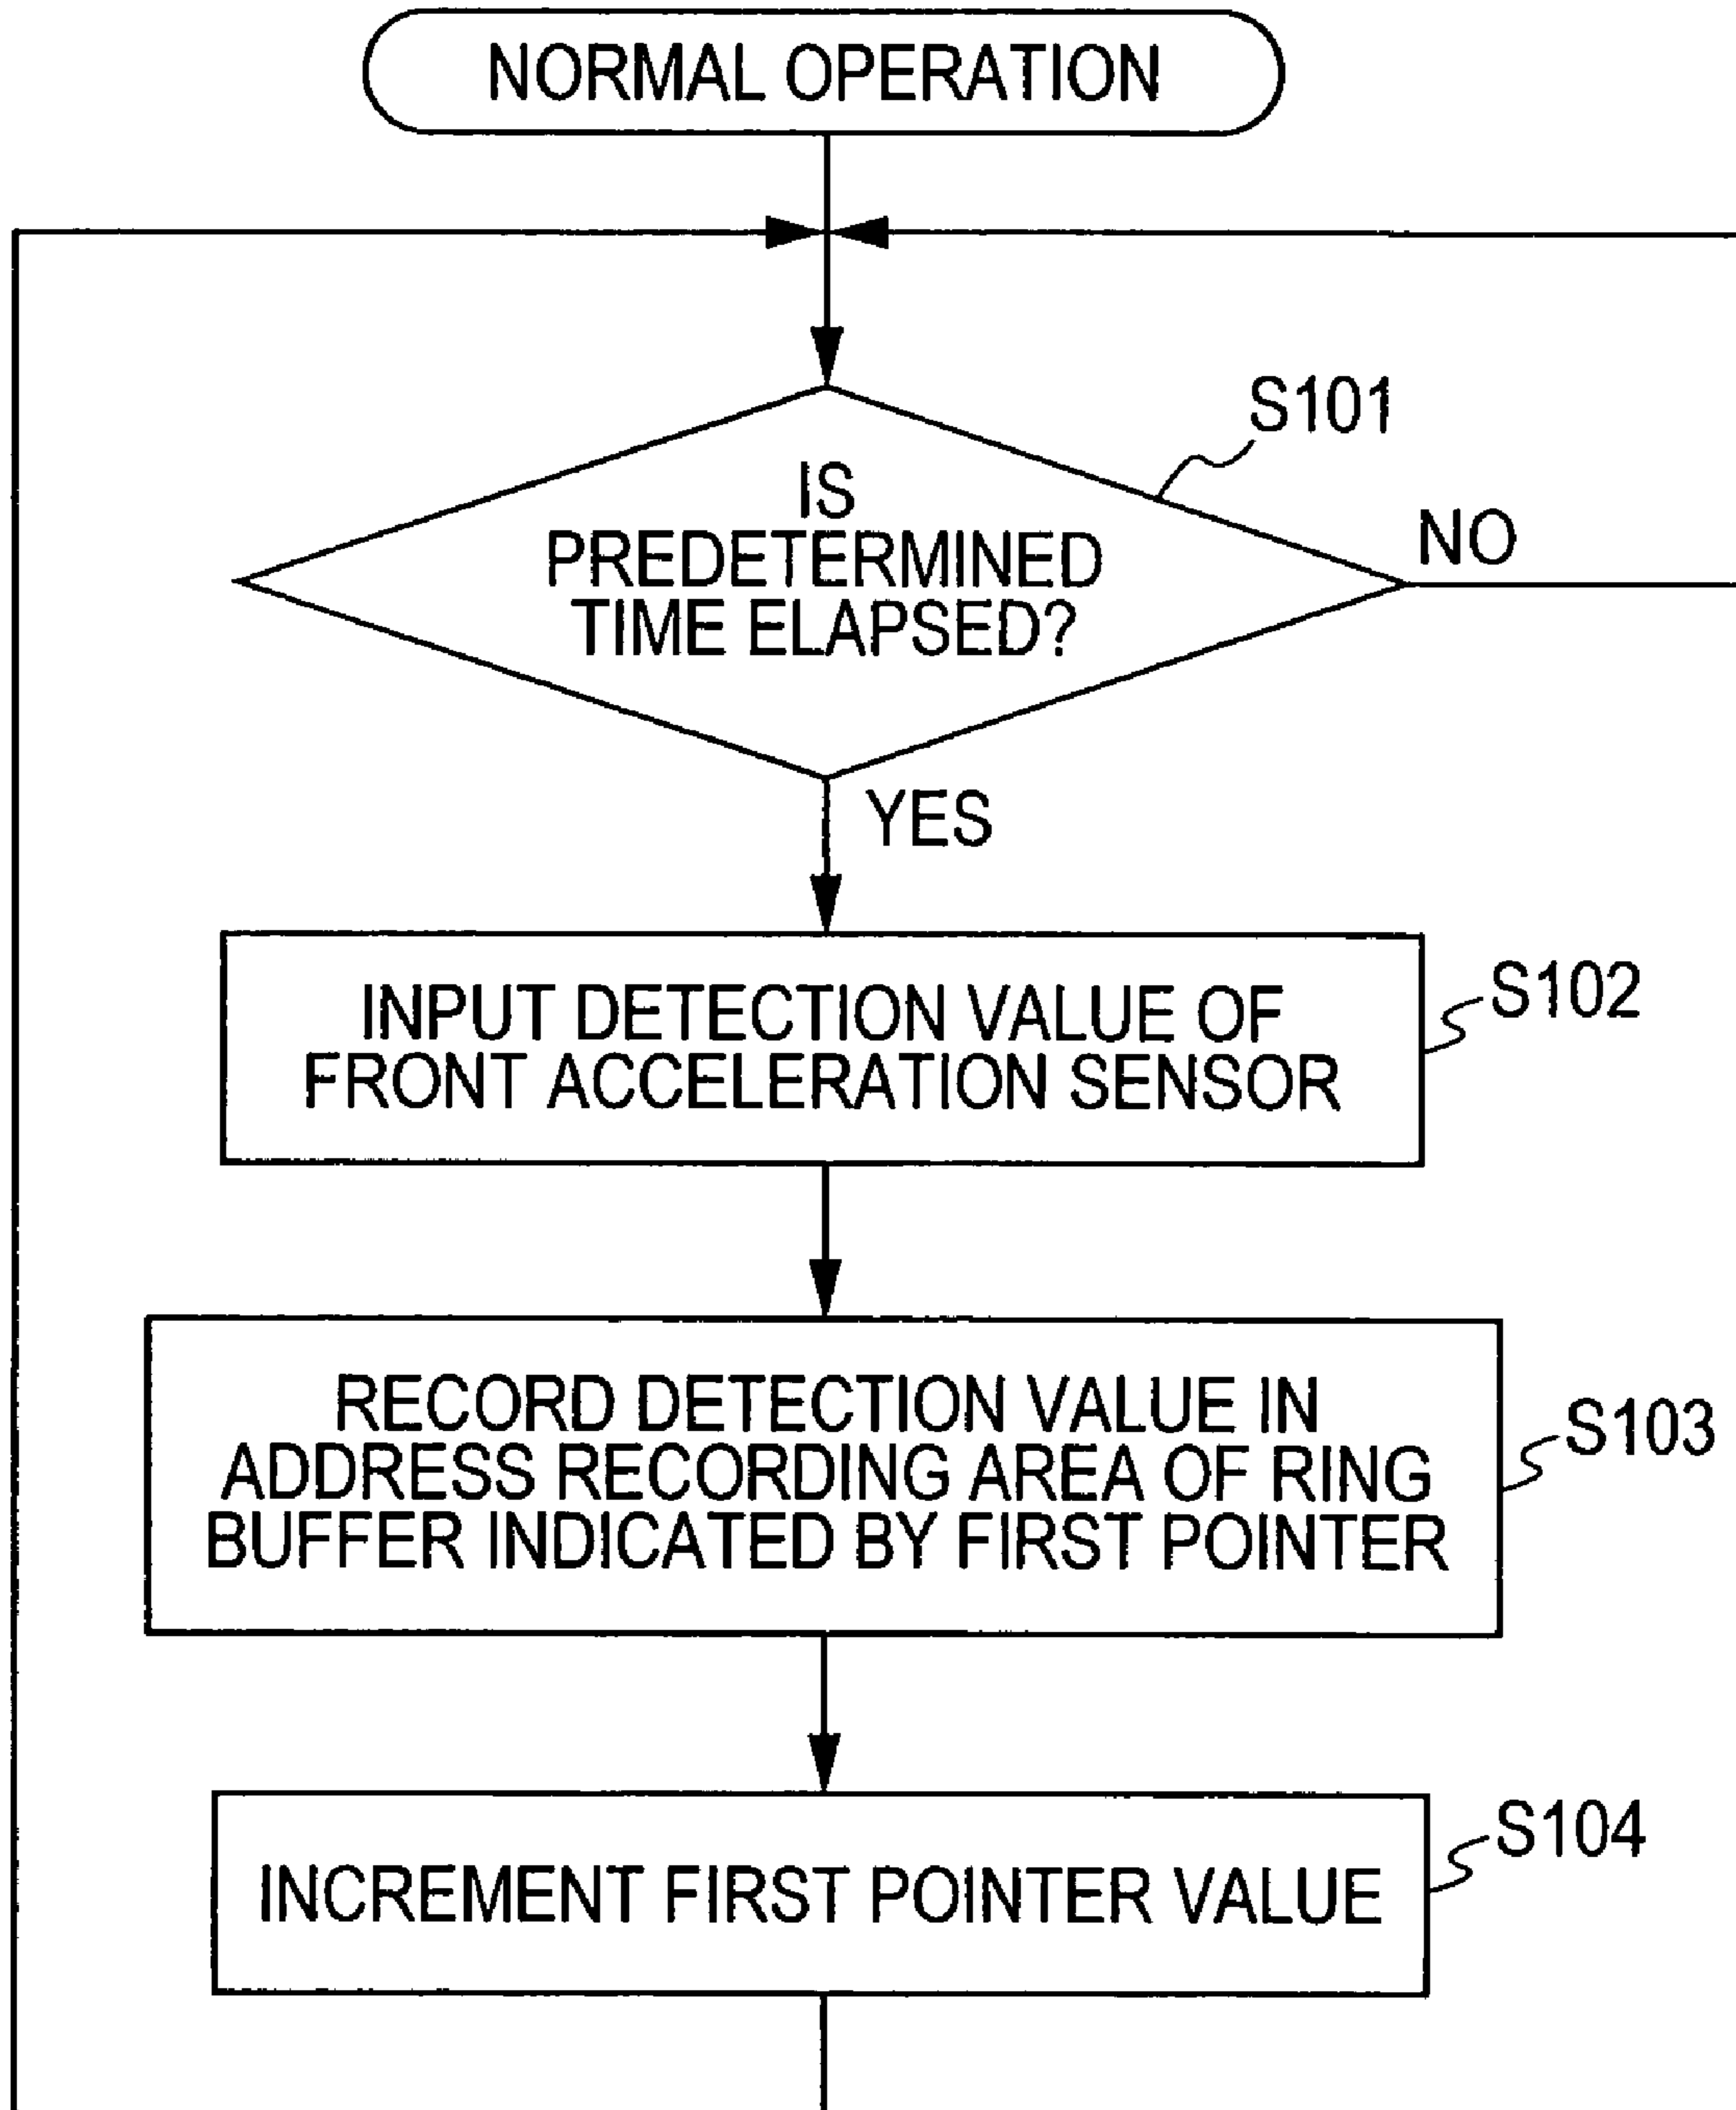 NORMAL OPERATION
S101
IS
PREDETERMINED
TIME ELAPSED?
NO
YES
INPUT DETECTION VALUE OF
FRONT ACCELERATION SENSOR
S102
RECORD DETECTION VALUE IN
ADDRESS RECORDING AREA OF RING
BUFFER INDICATED BY FIRST POINTER
S103
INCREMENT FIRST POINTER VALUE
S104